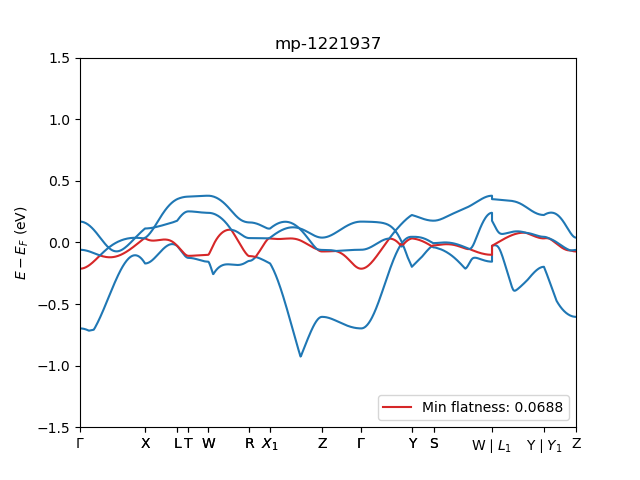 mp-1221937
E − E_F (eV)
1.5
1.0
0.5
0.0
−0.5
−1.0
−1.5
Min flatness: 0.0688
Γ X L T W R X₁ Z Γ Y S W | L₁ Y | Y₁ Z